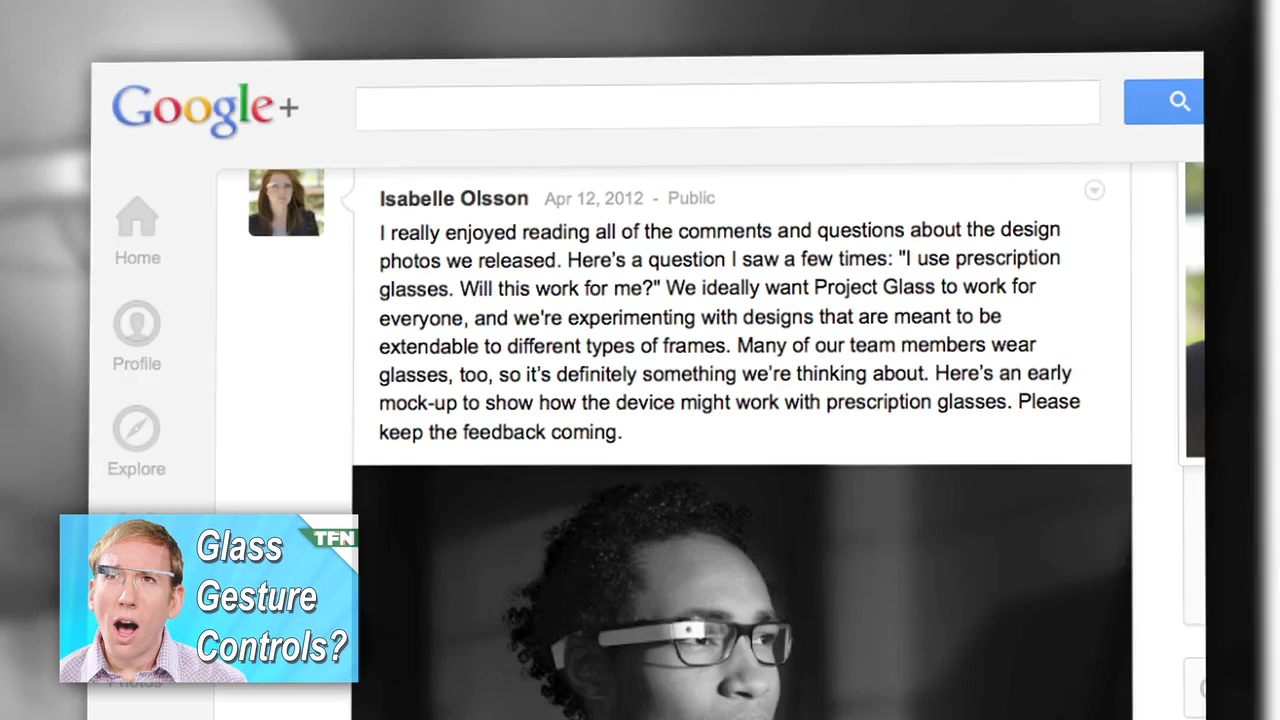 Google+
Home
Profile
Explore
Photos
Isabelle Olsson Apr 12, 2012 - Public
I really enjoyed reading all of the comments and questions about the design
photos we released. Here's a question I saw a few times: "I use prescription
glasses. Will this work for me?" We ideally want Project Glass to work for
everyone, and we're experimenting with designs that are meant to be
extendable to different types of frames. Many of our team members wear
glasses, too, so it's definitely something we're thinking about. Here's an early
mock-up to show how the device might work with prescription glasses. Please
keep the feedback coming.
Glass
Gesture
Controls?
TFN